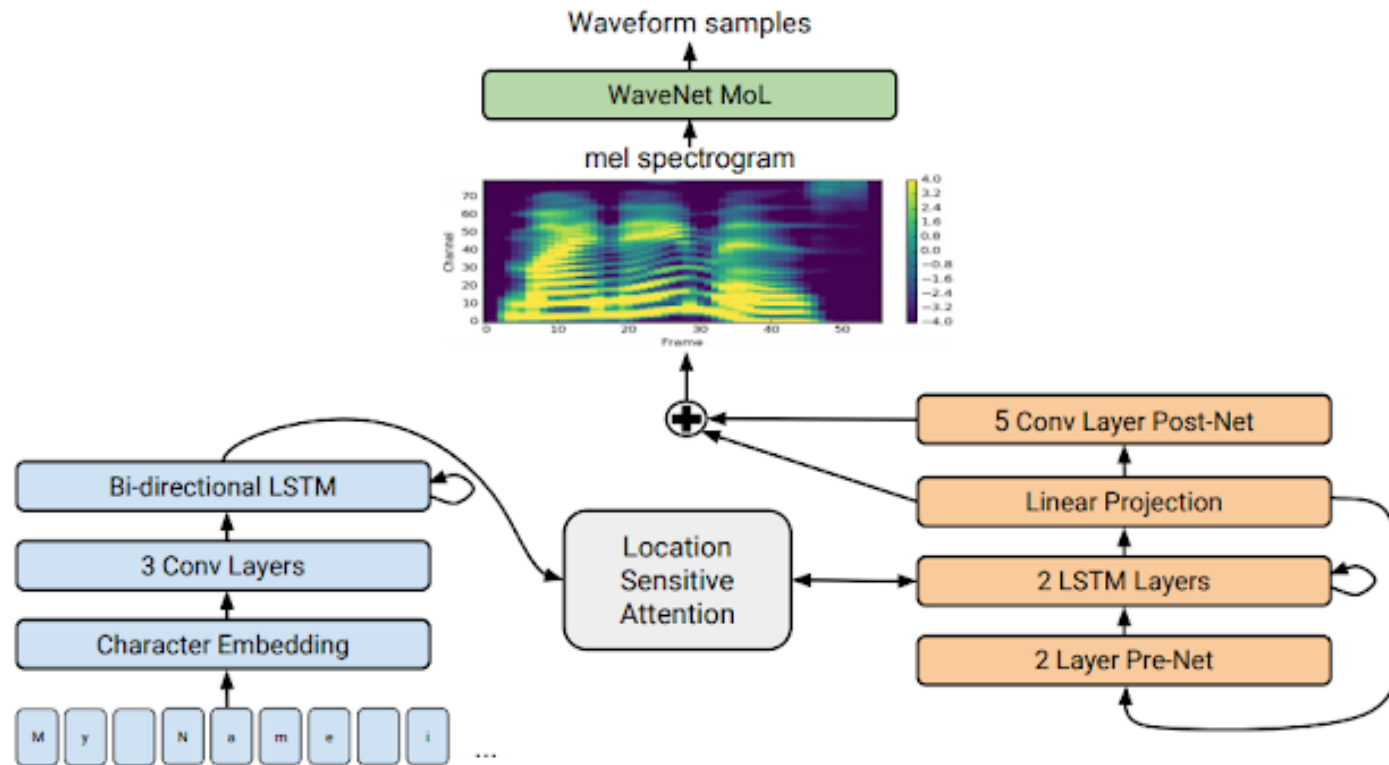 Waveform samples
WaveNet MoL
mel spectrogram
70
60
50
40
30
20
10
0
Channel
0 10 20 30 40 50
Frame
4.0
3.2
2.4
1.6
0.8
0.0
−0.8
−1.6
−2.4
−3.2
−4.0
5 Conv Layer Post-Net
Bi-directional LSTM
Linear Projection
Location
Sensitive
Attention
3 Conv Layers
2 LSTM Layers
Character Embedding
2 Layer Pre-Net
M y N a m e i ...